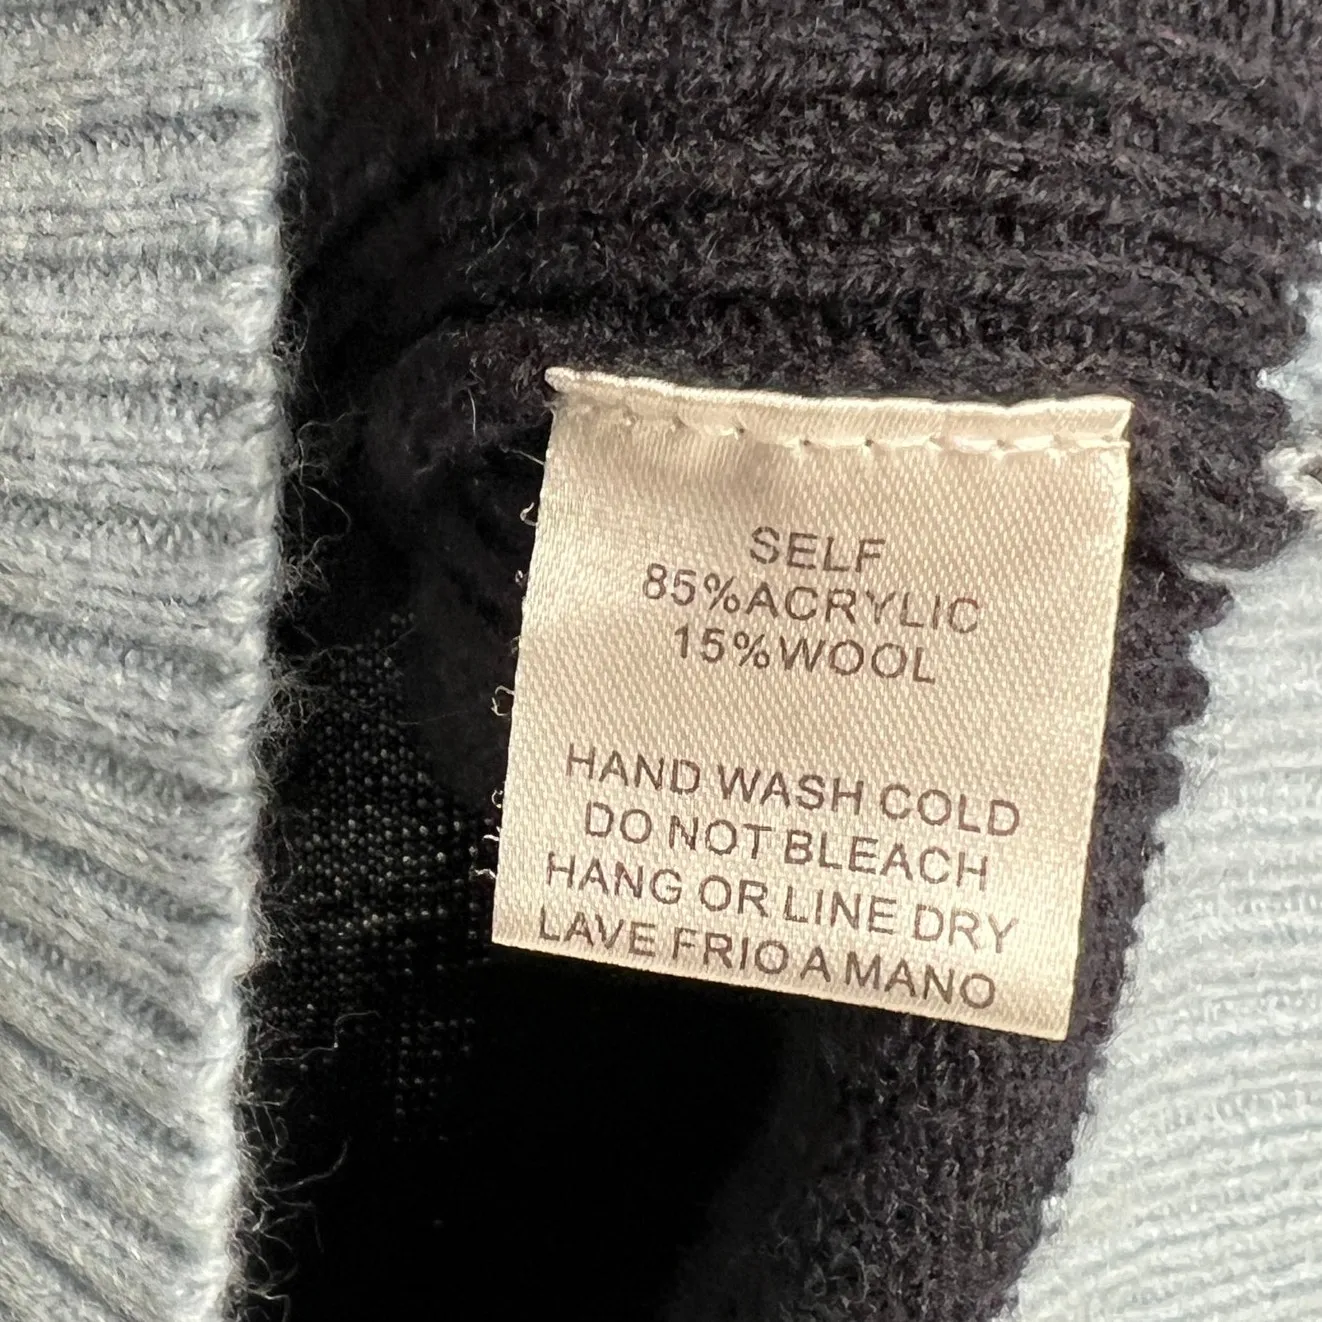 SELF
85%ACRYLIC
15%WOOL
HAND WASH COLD
DO NOT BLEACH
HANG OR LINE DRY
LAVE FRIO A MANO